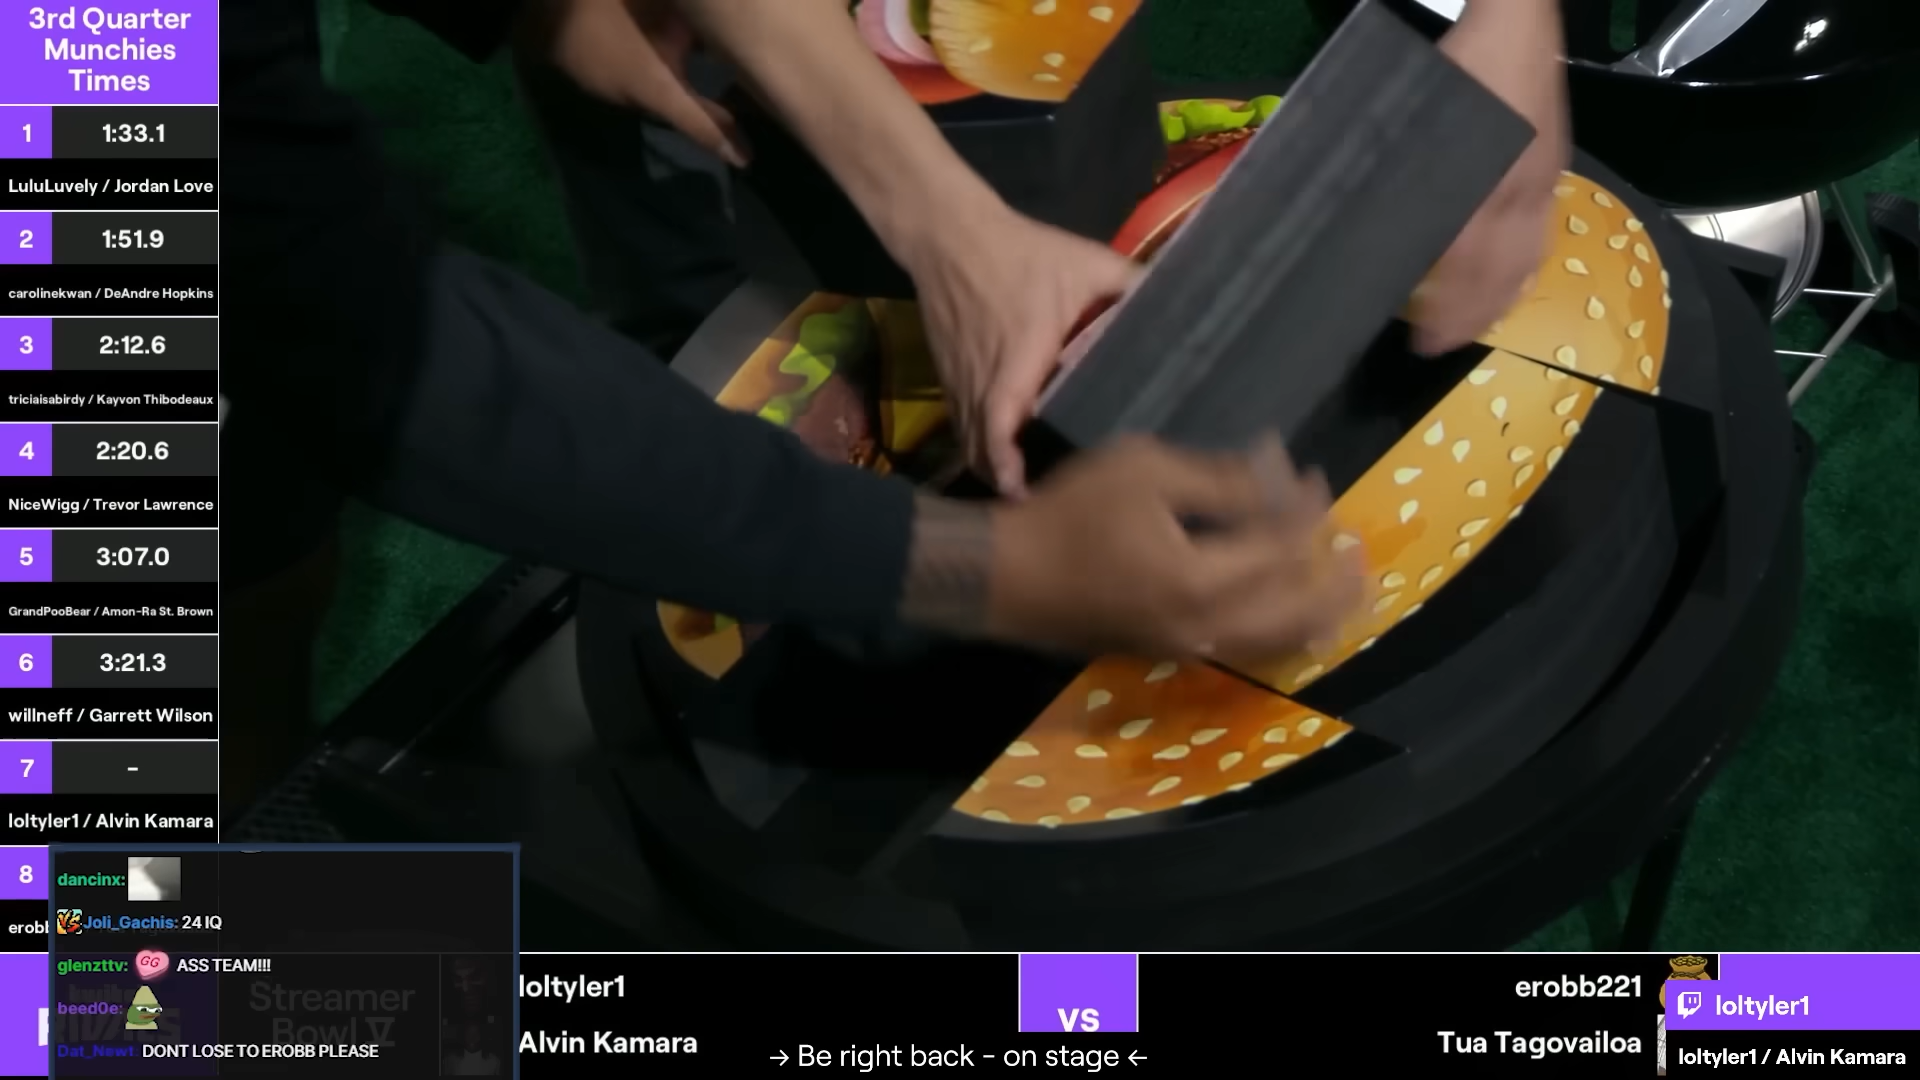 3rd Quarter
Munchies
Times
1
1:33.1
LuluLuvely / Jordan Love
2
1:51.9
carolinekwan / DeAndre Hopkins
3
2:12.6
triciaisabirdy / Kayvon Thibodeaux
4
2:20.6
NiceWigg / Trevor Lawrence
5
3:07.0
GrandPooBear / Amon-Ra St. Brown
6
3:21.3
willneff / Garrett Wilson
7
-
loltyler1 / Alvin Kamara
8
dancinx:
Joli_Gachis: 24 IQ
glenzttv: GG ASS TEAM!!!
beed0e:
Dat_Newt: DONT LOSE TO EROBB PLEASE
Streamer
Bowl V
loltyler1
Alvin Kamara
VS
→ Be right back - on stage ←
erobb221
Tua Tagovailoa
loltyler1
loltyler1 / Alvin Kamara